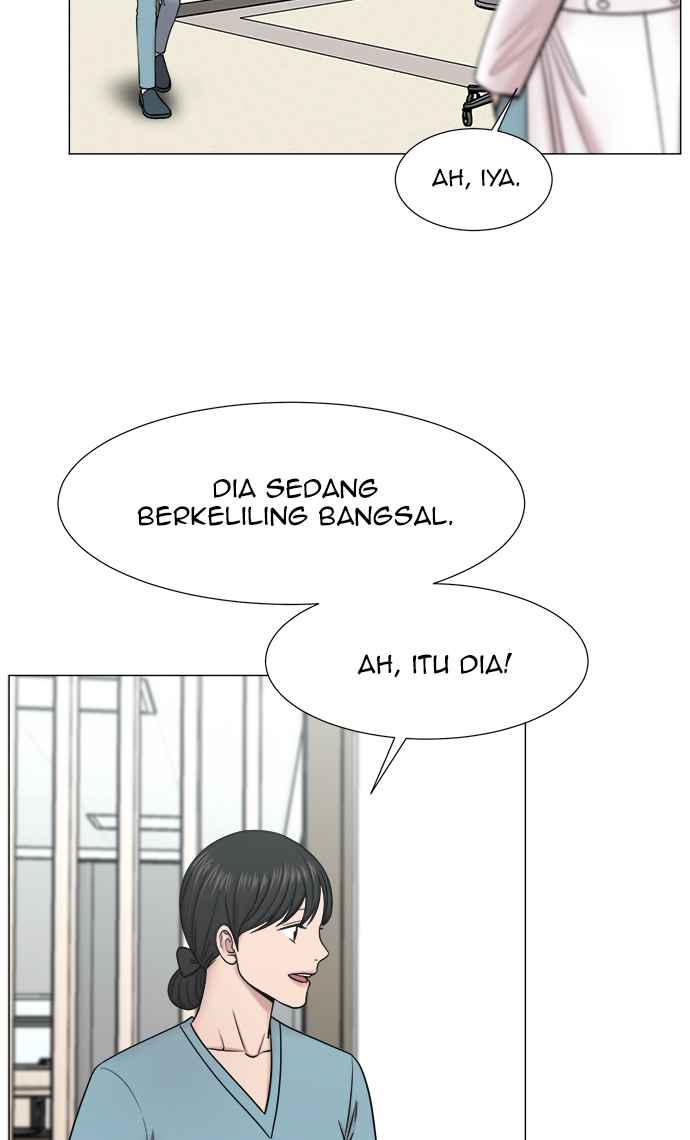 AH, IYA.
DIA SEDANG
BERKELILING BANGSAL.
AH, ITU DIA!